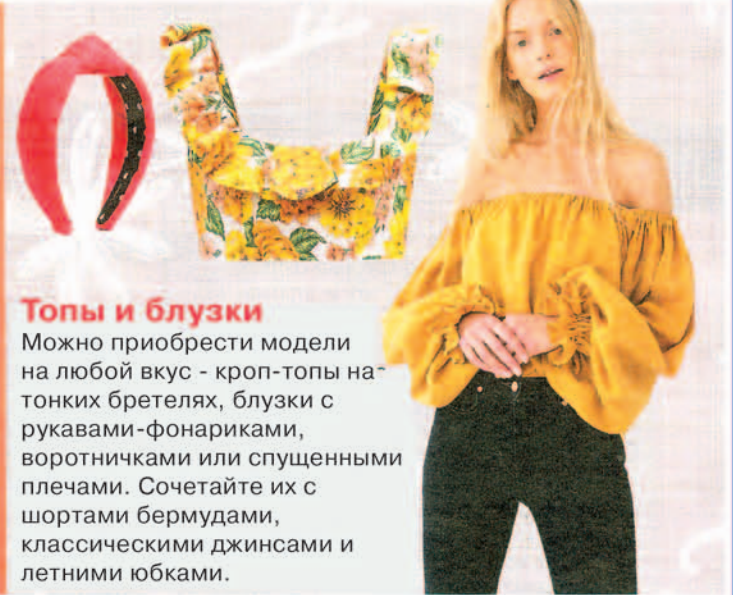 Топы и блузки
Можно приобрести модели
на любой вкус - кроп-топы на
тонких бретелях, блузки с
рукавами-фонариками,
воротничками или спущенными
плечами. Сочетайте их с
шортами бермудами,
классическими джинсами и
летними юбками.